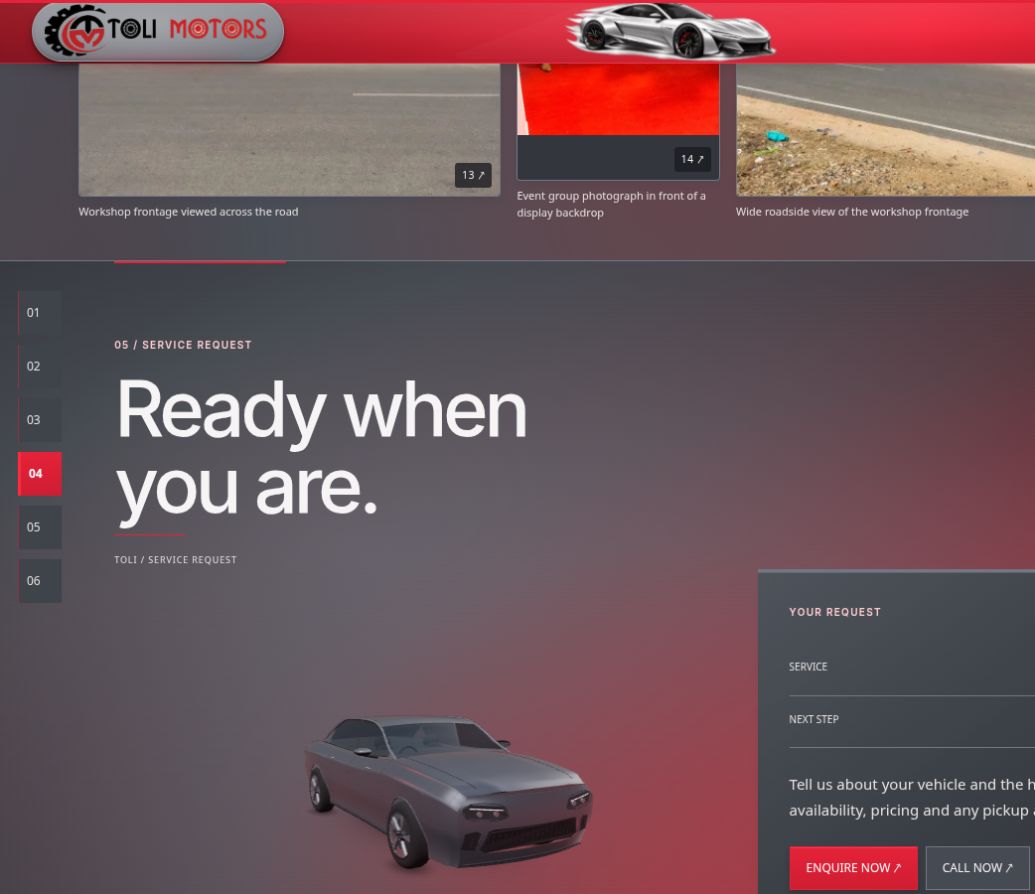 TOLI MOTORS
13 ↗
14 ↗
Workshop frontage viewed across the road
Event group photograph in front of a
display backdrop
Wide roadside view of the workshop frontage
01
02
03
04
05
06
05 / SERVICE REQUEST
Ready when
you are.
TOLI / SERVICE REQUEST
YOUR REQUEST
SERVICE
NEXT STEP
Tell us about your vehicle and the h
availability, pricing and any pickup
ENQUIRE NOW ↗
CALL NOW ↗